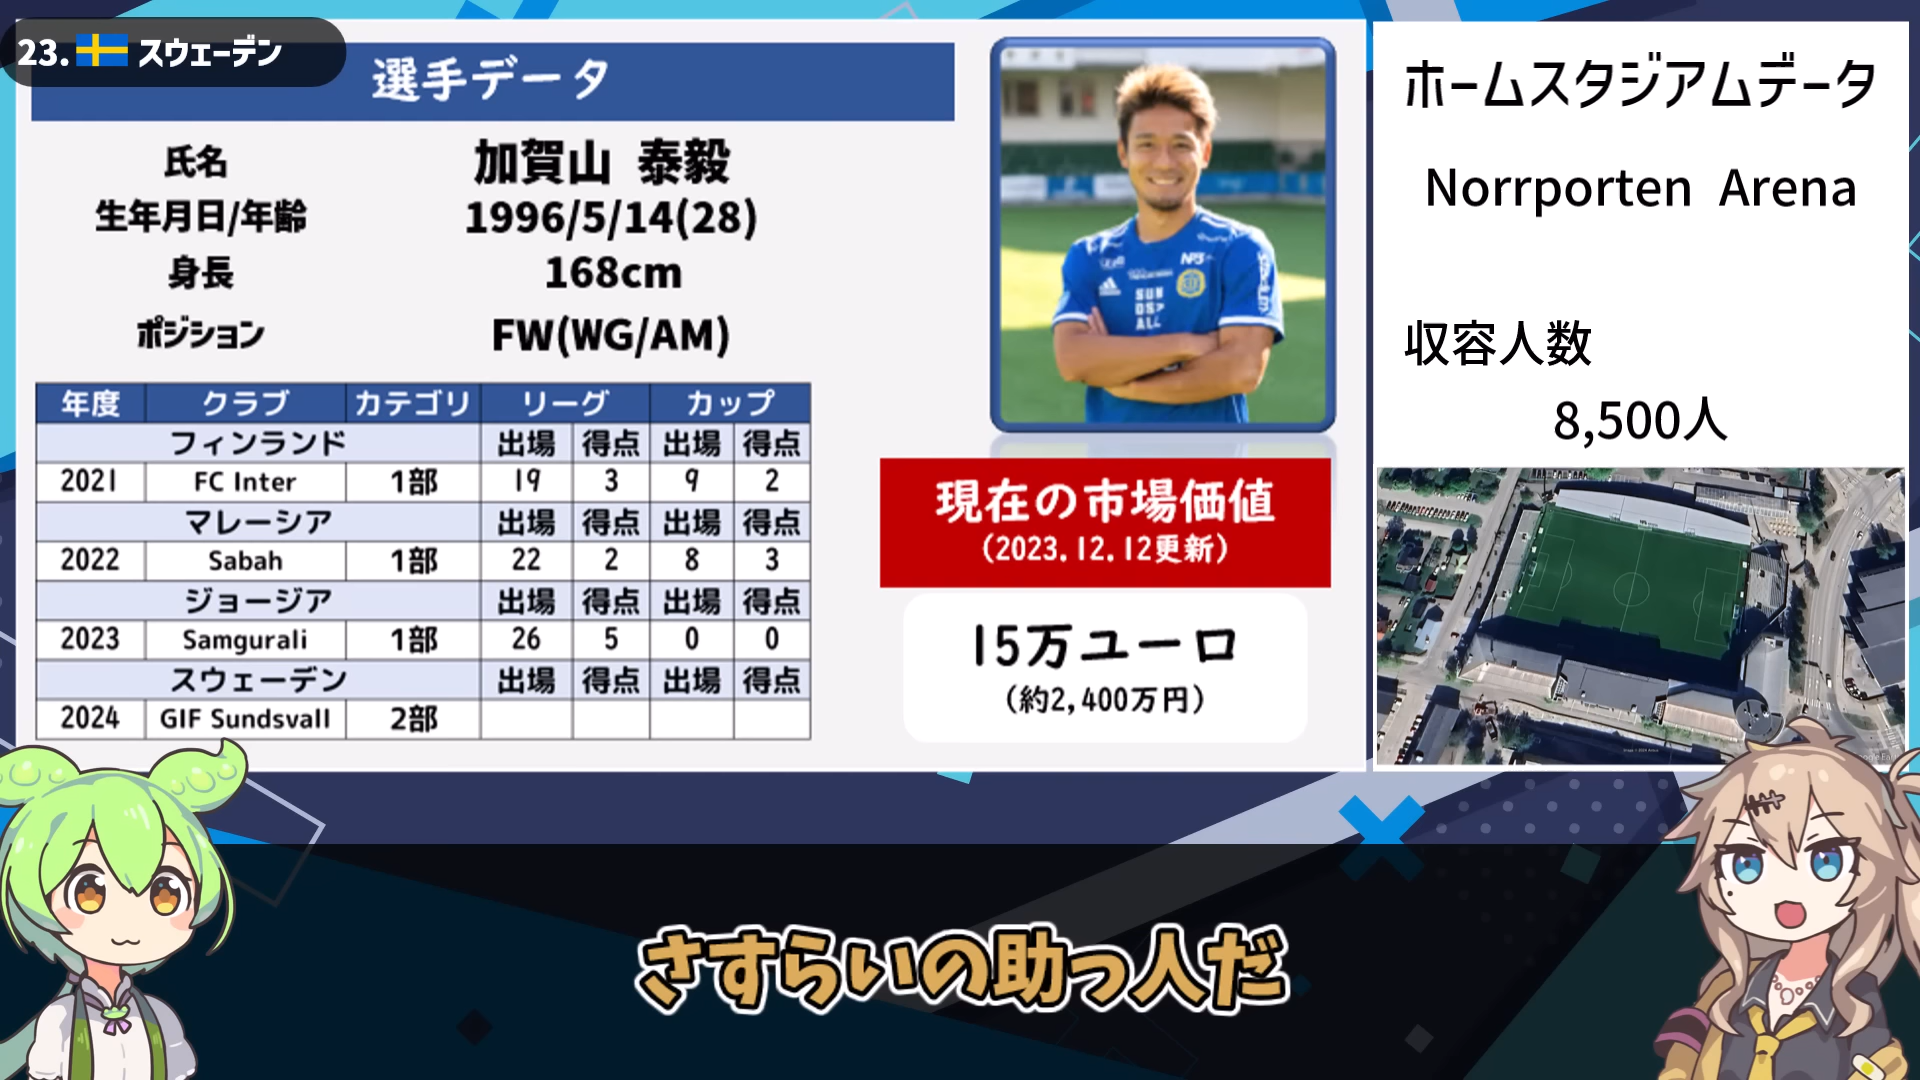 23. スウェーデン
選手データ
氏名 加賀山 泰毅
生年月日/年齢 1996/5/14(28)
身長 168cm
ポジション FW(WG/AM)
年度 クラブ カテゴリ リーグ カップ
フィンランド 出場 得点 出場 得点
2021 FC Inter 1部 19 3 9 2
マレーシア 出場 得点 出場 得点
2022 Sabah 1部 22 2 8 3
ジョージア 出場 得点 出場 得点
2023 Samgurali 1部 26 5 0 0
スウェーデン 出場 得点 出場 得点
2024 GIF Sundsvall 2部
SUN
DSV
ALL
現在の市場価値
(2023.12.12更新)
15万ユーロ
(約2,400万円)
ホームスタジアムデータ
Norrporten Arena
収容人数
8,500人
さすらいの助っ人だ